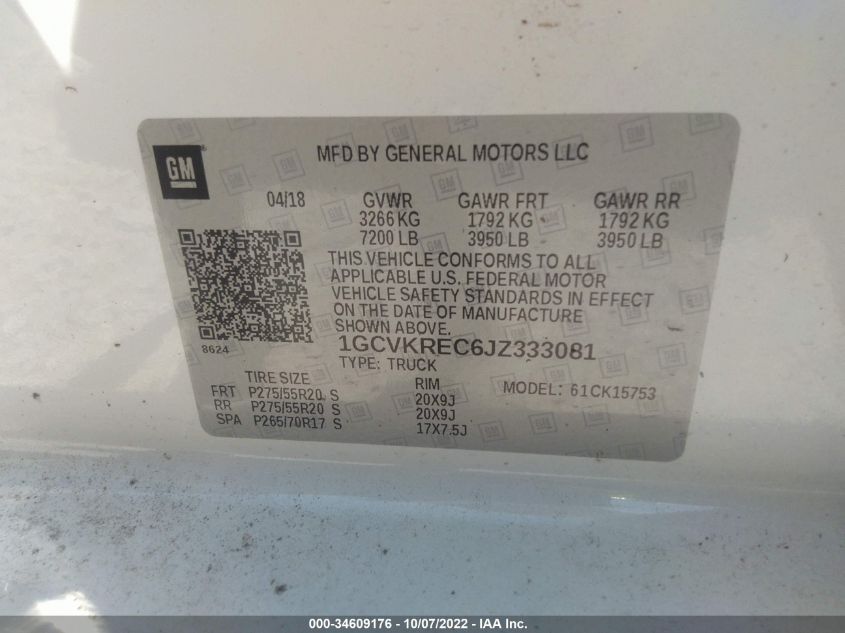 GM
MFD BY GENERAL MOTORS LLC
04/18 GVWR GAWR FRT GAWR RR
3266 KG 1792 KG 1792 KG
7200 LB 3950 LB 3950 LB
THIS VEHICLE CONFORMS TO ALL
APPLICABLE U.S. FEDERAL MOTOR
VEHICLE SAFETY STANDARDS IN EFFECT
ON THE DATE OF MANUFACTURE
SHOWN ABOVE.
8624
1GCVKREC6JZ333081
TYPE: TRUCK
TIRE SIZE RIM MODEL: 61CK15753
FRT P275/55R20 S 20X9J
RR P275/55R20 S 20X9J
SPA P265/70R17 S 17X7.5J
000-34609176 - 10/07/2022 - IAA Inc.